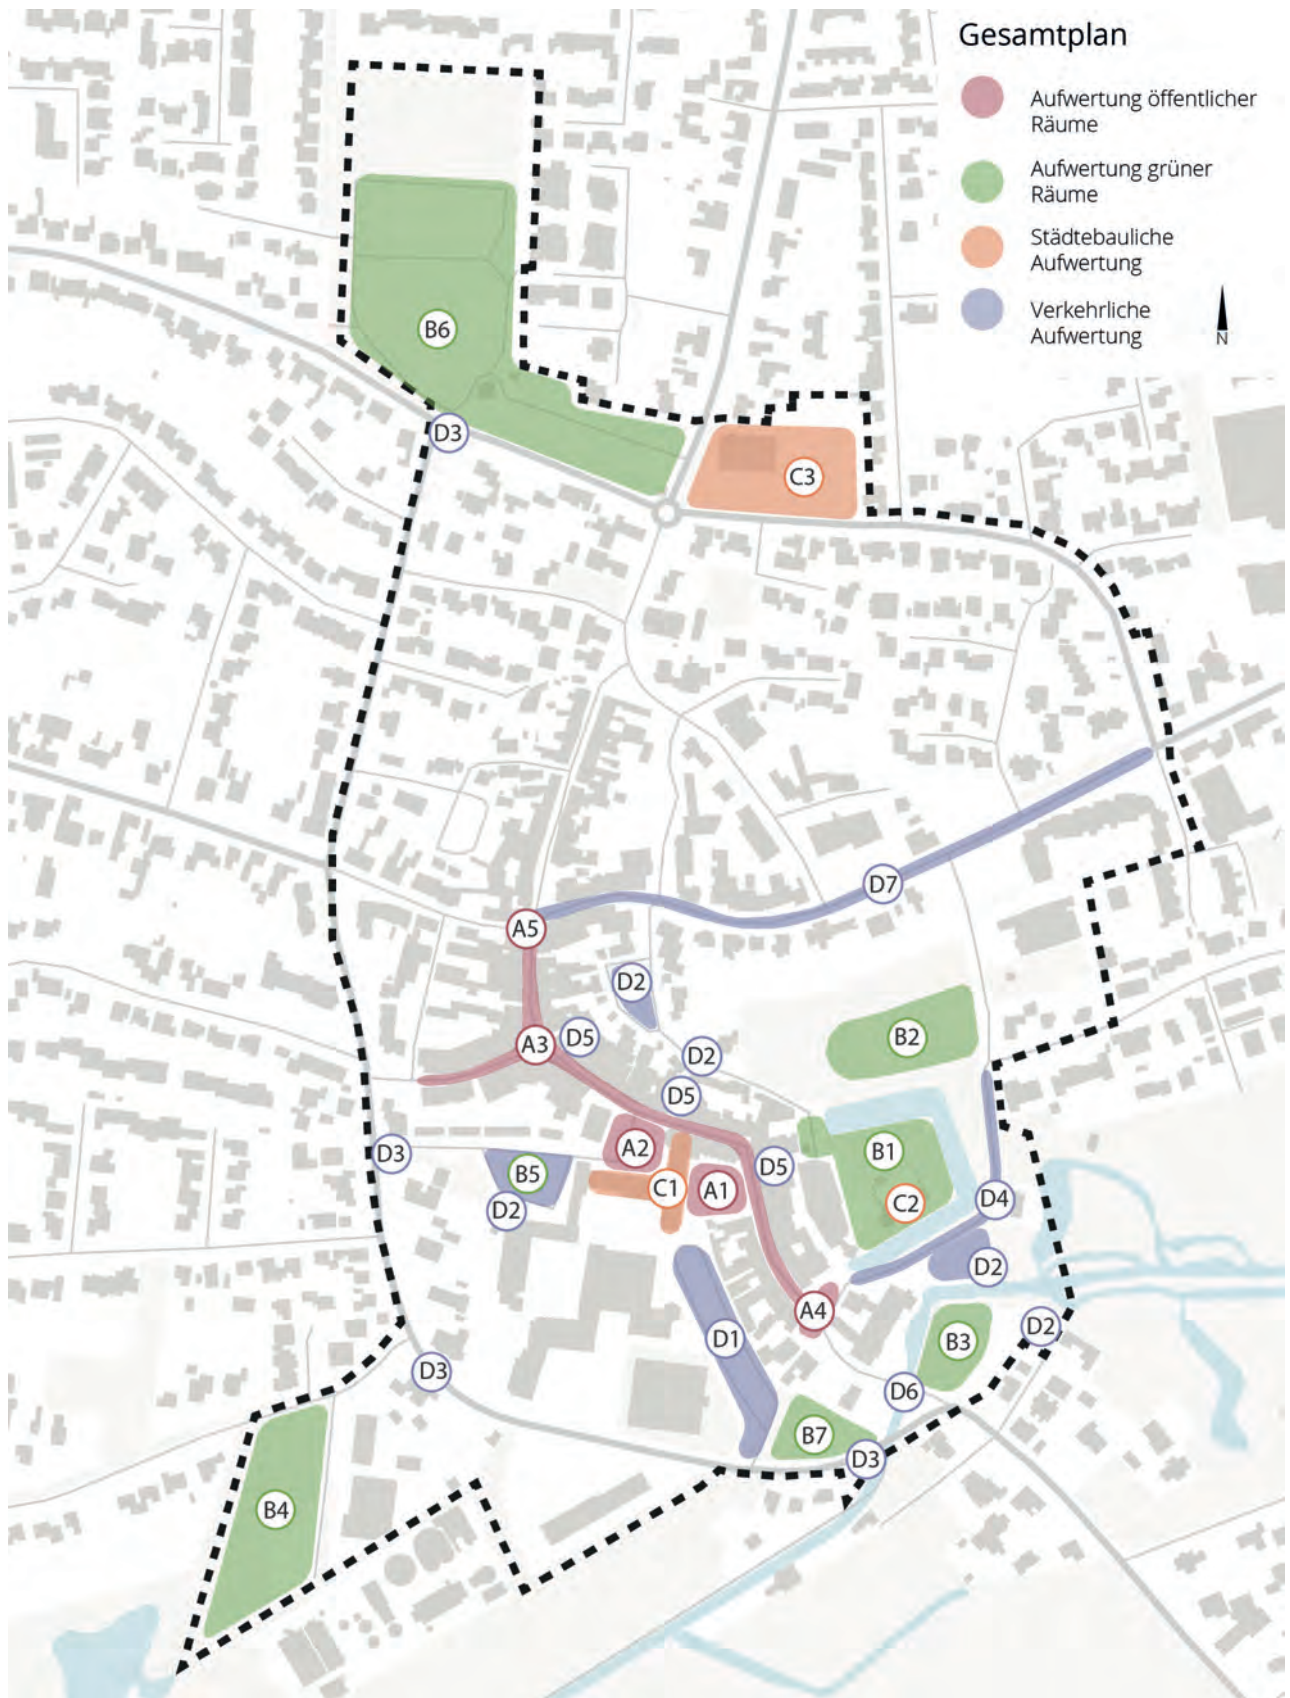 Gesamtplan
Aufwertung öffentlicher
Räume
Aufwertung grüner
Räume
Städtebauliche
Aufwertung
Verkehrliche
Aufwertung
N
B6
D3
C3
D7
A5
D2
B2
D5
A3
D2
D5
A2
B1
D3
D5
B5
C1
A1
C2
D4
D2
D2
A4
D2
D1
B3
D3
D6
B7
D3
B4